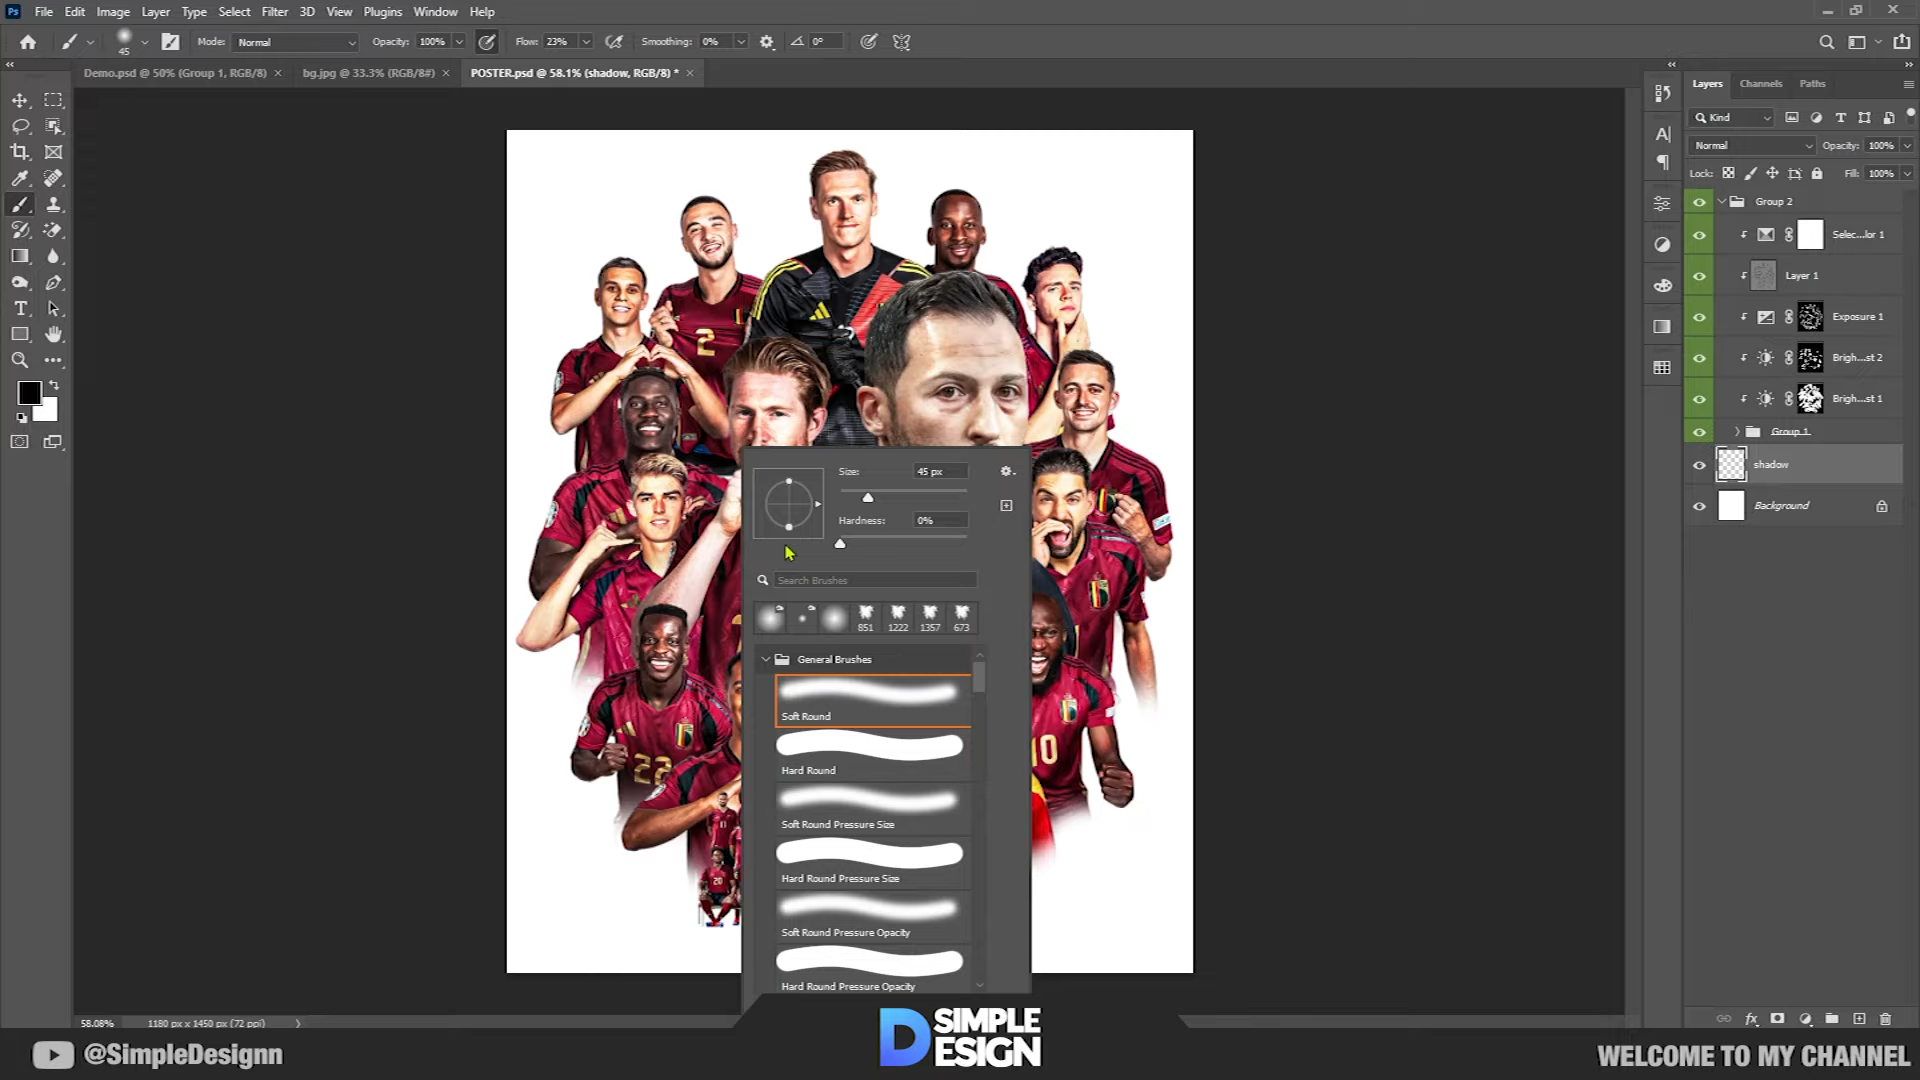 Ps File Edit Image Layer Type Select Filter 3D View Plugins Window Help
45 Mode: Normal Opacity: 100% Flow: 23% Smoothing: 0% 0°
Demo.psd @ 50% (Group 1, RGB/8) × bg.jpg @ 33.3% (RGB/8#) × POSTER.psd @ 58.1% (shadow, RGB/8) * ×
Layers Channels Paths
Kind
Normal Opacity: 100%
Lock: Fill: 100%
Group 2
Selec...lor 1
Layer 1
Exposure 1
Brigh...st 2
Brigh...st 1
Group 1
shadow
Background
2
22
10
20
Size: 45 px
Hardness: 0%
Search Brushes
851 1222 1357 673
General Brushes
Soft Round
Hard Round
Soft Round Pressure Size
Hard Round Pressure Size
Soft Round Pressure Opacity
Hard Round Pressure Opacity
58.08% 1180 px x 1450 px (72 ppi)
@SimpleDesignn
SIMPLE
DESIGN
WELCOME TO MY CHANNEL